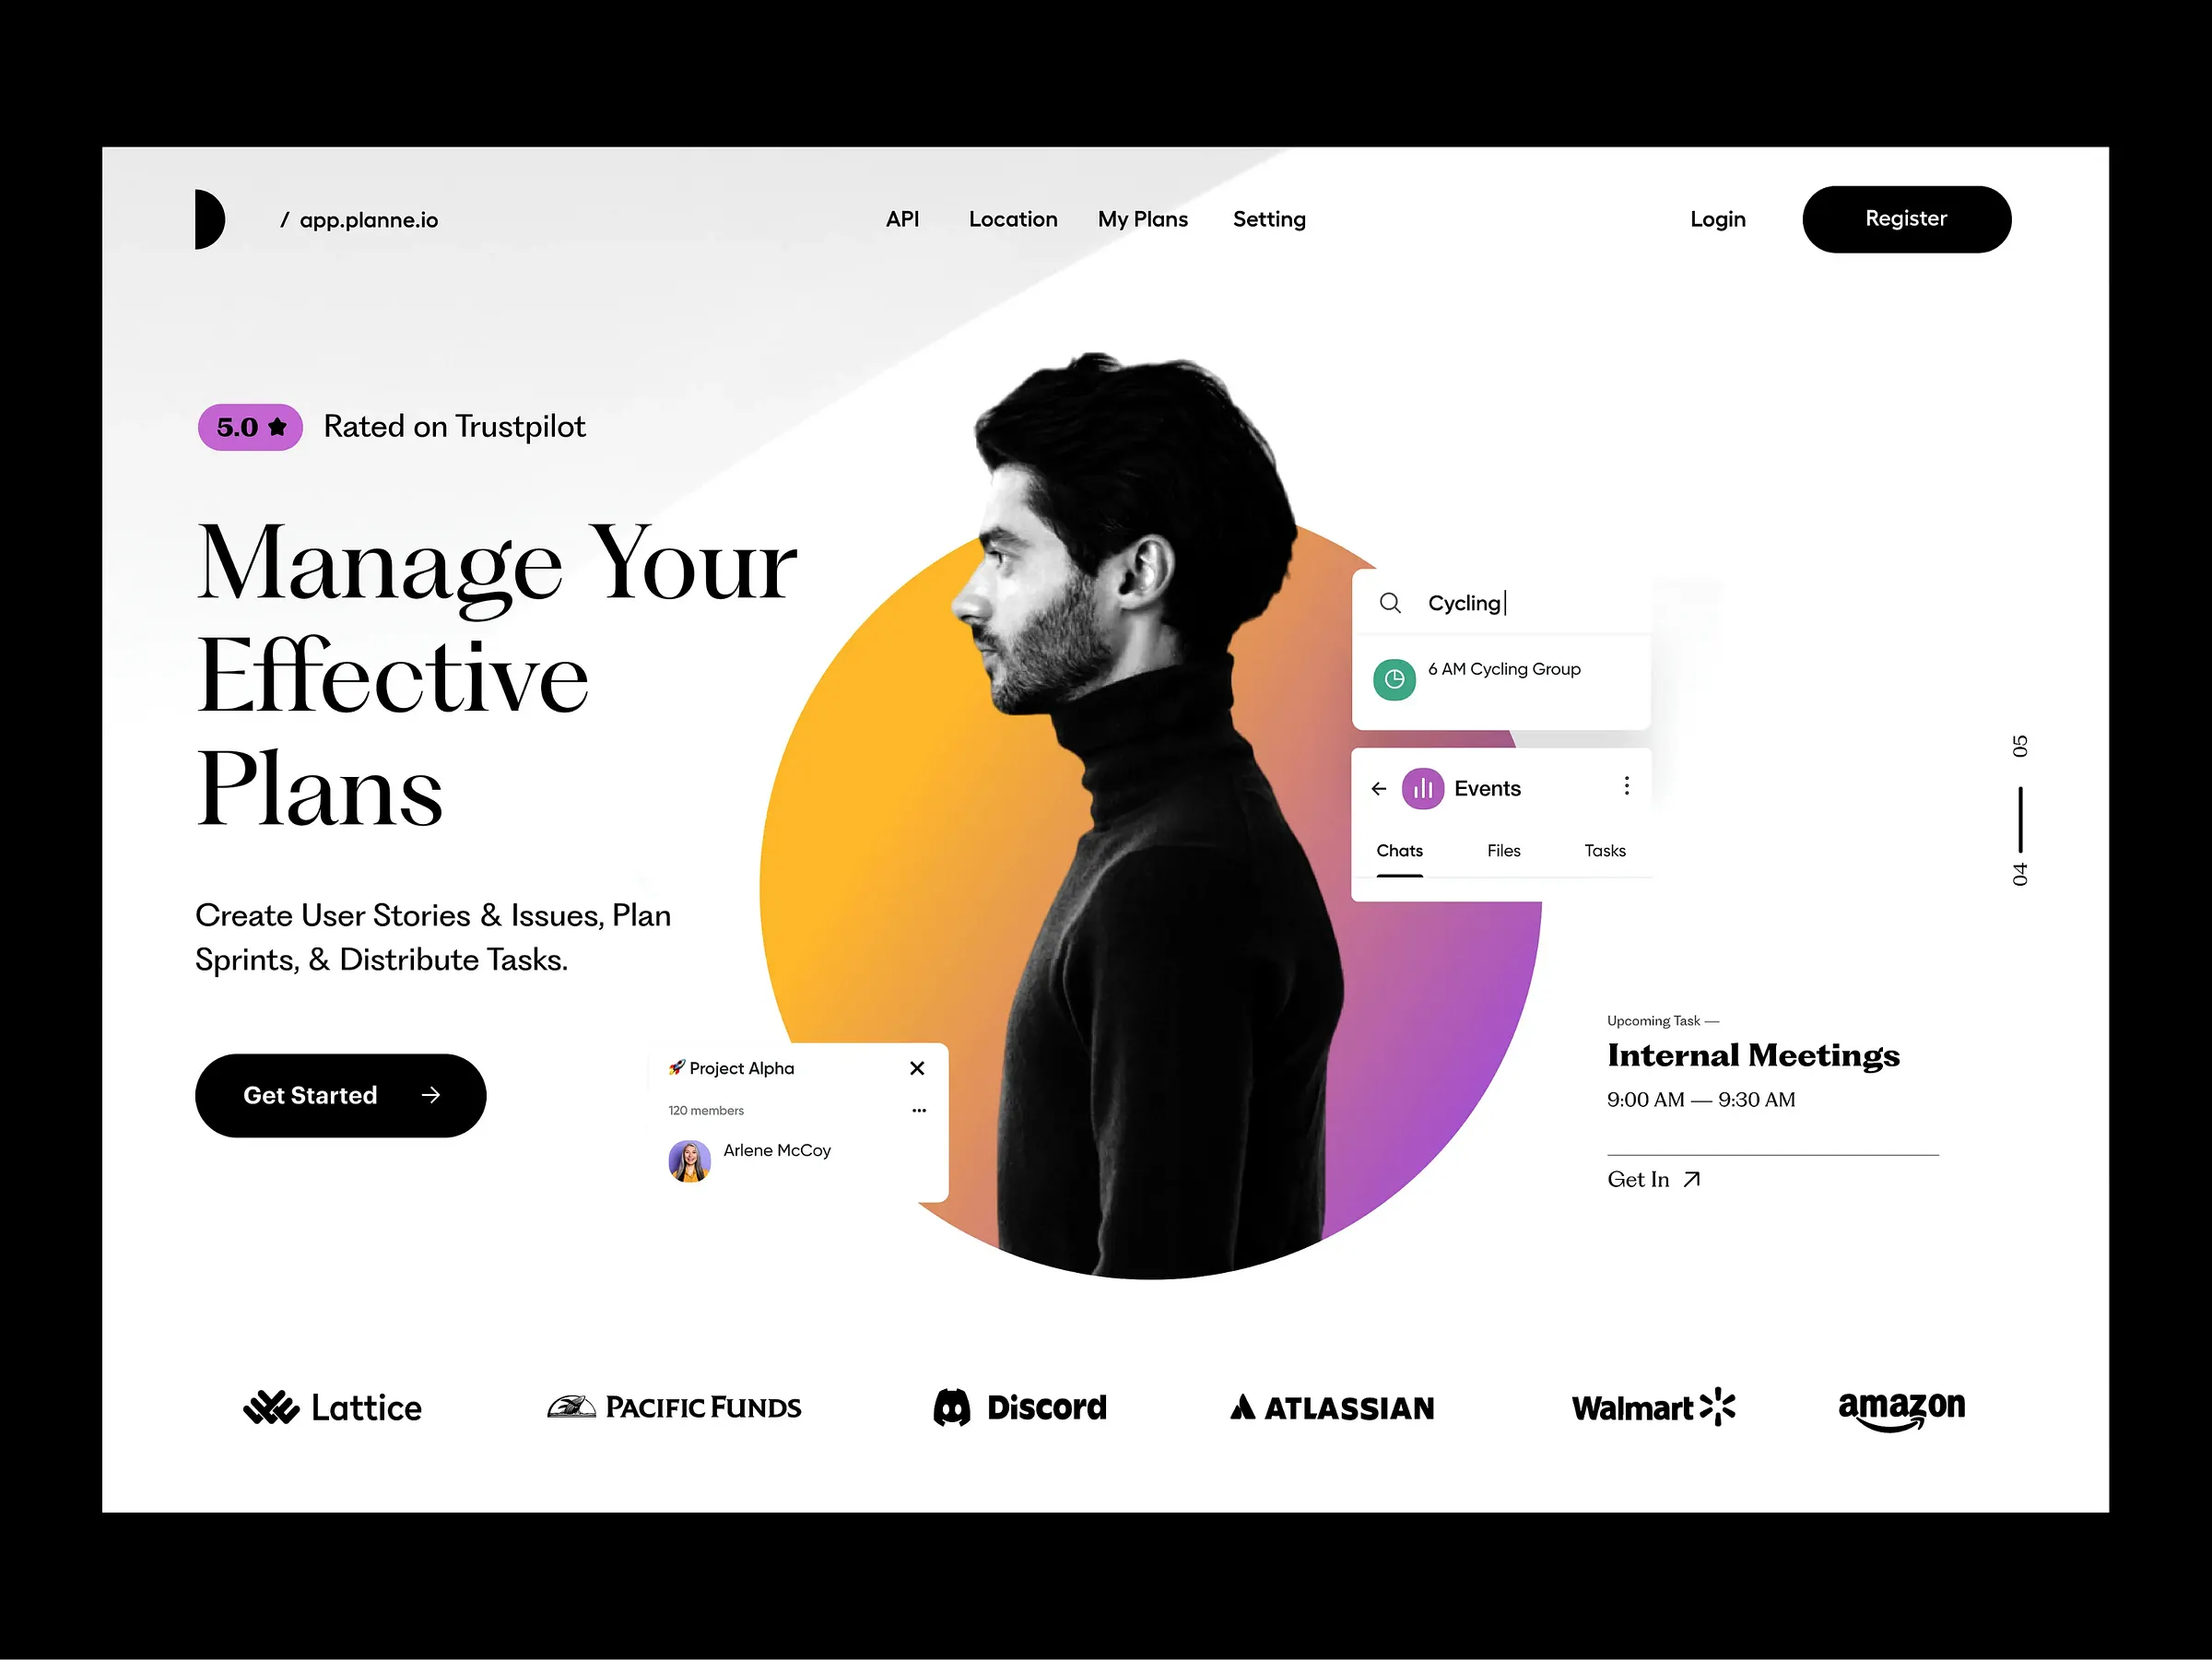 / app.planne.io
API
Location
My Plans
Setting
Login
Register
5.0 ★ Rated on Trustpilot
Manage Your
Effective
Plans
Create User Stories & Issues, Plan
Sprints, & Distribute Tasks.
Get Started →
🚀 Project Alpha
120 members
Arlene McCoy
Cycling
6 AM Cycling Group
Events
Chats
Files
Tasks
05
04
Upcoming Task —
Internal Meetings
9:00 AM — 9:30 AM
Get In
Lattice
PACIFIC FUNDS
Discord
ATLASSIAN
Walmart
amazon